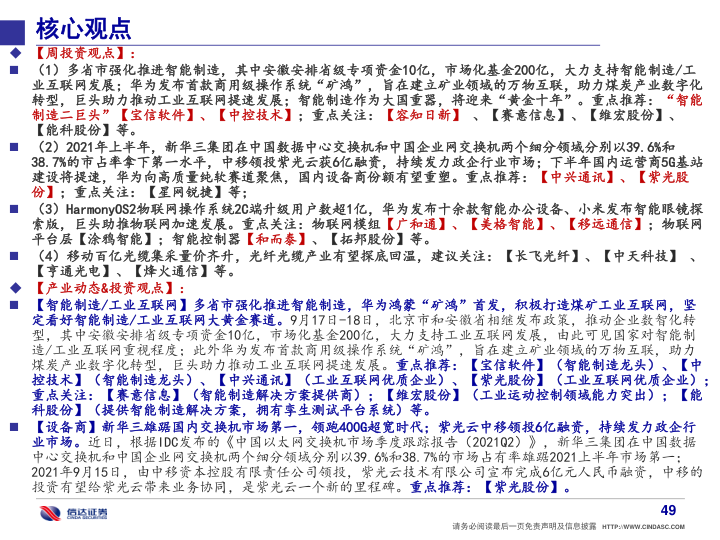 核心观点
【周投资观点】：
（1）多省市强化推进智能制造，其中安徽安排省级专项资金10亿，市场化基金200亿，大力支持智能制造/工
业互联网发展；华为发布首款商用级操作系统“矿鸿”，旨在建立矿业领域的万物互联，助力煤炭产业数字化
转型，巨头助力推动工业互联网提速发展；智能制造作为大国重器，将迎来“黄金十年”。重点推荐：“智能
制造二巨头”【宝信软件】、【中控技术】；重点关注：【容知日新】 、【赛意信息】、【维宏股份】、
【能科股份】等。
（2）2021年上半年，新华三集团在中国数据中心交换机和中国企业网交换机两个细分领域分别以39.6%和
38.7%的市占率拿下第一水平，中移领投紫光云获6亿融资，持续发力政企行业市场；下半年国内运营商5G基站
建设将提速，华为向高质量纯软赛道聚焦，国内设备商份额有望重塑。重点推荐：【中兴通讯】、【紫光股
份】；重点关注：【星网锐捷】等；
（3）HarmonyOS2物联网操作系统2C端升级用户数超1亿，华为发布十余款智能办公设备、小米发布智能眼镜探
索版，巨头助推物联网加速发展。重点关注：物联网模组【广和通】、【美格智能】、【移远通信】；物联网
平台层【涂鸦智能】；智能控制器【和而泰】、【拓邦股份】等。
（4）移动百亿光缆集采量价齐升，光纤光缆产业有望探底回温，建议关注：【长飞光纤】、【中天科技】 、
【亨通光电】、【烽火通信】等。
【产业动态&投资观点】：
【智能制造/工业互联网】多省市强化推进智能制造，华为鸿蒙“矿鸿”首发，积极打造煤矿工业互联网，坚
定看好智能制造/工业互联网大黄金赛道。9月17日-18日，北京市和安徽省相继发布政策，推动企业数智化转
型，其中安徽安排省级专项资金10亿，市场化基金200亿，大力支持工业互联网发展，由此可见国家对智能制
造/工业互联网重视程度；此外华为发布首款商用级操作系统“矿鸿”，旨在建立矿业领域的万物互联，助力
煤炭产业数字化转型，巨头助力推动工业互联网提速发展。重点推荐：【宝信软件】（智能制造龙头）、【中
控技术】（智能制造龙头）、【中兴通讯】（工业互联网优质企业）、【紫光股份】（工业互联网优质企业）；
重点关注：【赛意信息】（智能制造解决方案提供商）；【维宏股份】（工业运动控制领域能力突出）；【能
科股份】（提供智能制造解决方案，拥有孪生测试平台系统）等。
【设备商】新华三雄踞国内交换机市场第一，领跑400G超宽时代；紫光云中移领投6亿融资，持续发力政企行
业市场。近日，根据IDC发布的《中国以太网交换机市场季度跟踪报告（2021Q2）》，新华三集团在中国数据
中心交换机和中国企业网交换机两个细分领域分别以39.6%和38.7%的市场占有率雄踞2021上半年市场第一；
2021年9月15日，由中移资本控股有限责任公司领投，紫光云技术有限公司宣布完成6亿元人民币融资，中移的
投资有望给紫光云带来业务协同，是紫光云一个新的里程碑。重点推荐：【紫光股份】。
信达证券
CINDA SECURITIES
49
请务必阅读最后一页免责声明及信息披露 HTTP://WWW.CINDASC.COM